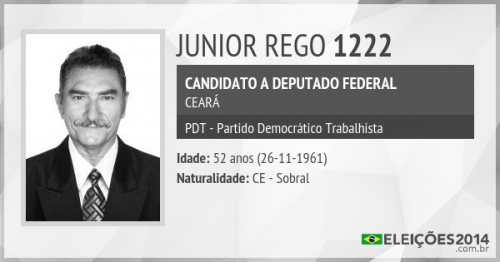 JUNIOR REGO 1222
CANDIDATO A DEPUTADO FEDERAL
CEARÁ
PDT - Partido Democrático Trabalhista
Idade: 52 anos (26-11-1961)
Naturalidade: CE - Sobral
ELEIÇÕES2014
.com.br